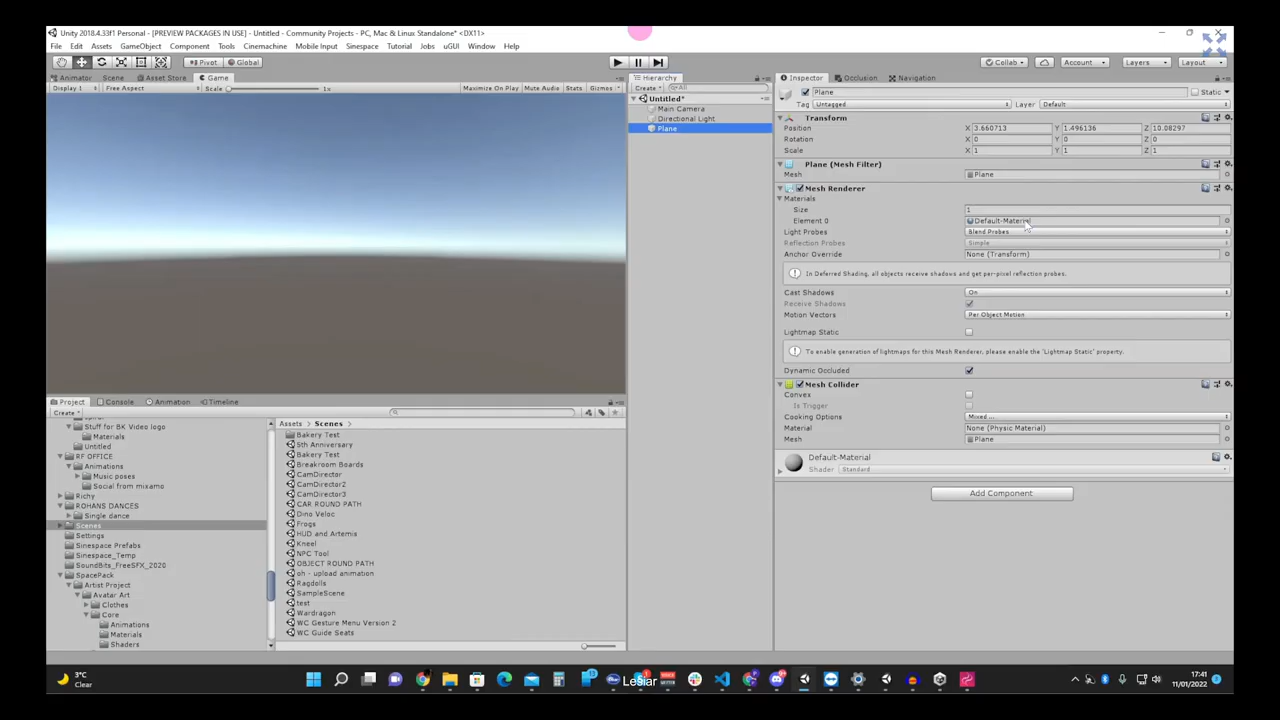 Unity 2018.4.33f1 Personal - [PREVIEW PACKAGES IN USE] - Untitled - Community Projects - PC, Mac & Linux Standalone* <DX11>
File Edit Assets GameObject Component Tools Cinemachine Mobile Input Sinespace Tutorial Jobs uGUI Window Help
Pivot Global Collab Account Layers Layout
Animator Scene Asset Store Game
Display 1 Free Aspect Scale 1x Maximize On Play Mute Audio Stats Gizmos
Hierarchy
Create All
Untitled*
Main Camera
Directional Light
Plane
Inspector Occlusion Navigation
Plane Static
Tag Untagged Layer Default
Transform
Position X 3.660713 Y 1.496136 Z 10.08297
Rotation X 0 Y 0 Z 0
Scale X 1 Y 1 Z 1
Plane (Mesh Filter)
Mesh Plane
Mesh Renderer
Materials
Size 1
Element 0 Default-Material
Light Probes Blend Probes
Reflection Probes Simple
Anchor Override None (Transform)
In Deferred Shading, all objects receive shadows and get per-pixel reflection probes.
Cast Shadows On
Receive Shadows
Motion Vectors Per Object Motion
Lightmap Static
To enable generation of lightmaps for this Mesh Renderer, please enable the 'Lightmap Static' property.
Dynamic Occluded
Mesh Collider
Convex
Is Trigger
Cooking Options Mixed ...
Material None (Physic Material)
Mesh Plane
Default-Material
Shader Standard
Add Component
Project Console Animation Timeline
Create
Stuff for BK Video logo
Materials
Untitled
RF OFFICE
Animations
Music poses
Social from mixamo
Richy
ROHANS DANCES
Single dance
Scenes
Settings
Sinespace Prefabs
Sinespace_Temp
SoundBits_FreeSFX_2020
SpacePack
Artist Project
Avatar Art
Clothes
Core
Animations
Materials
Shaders
Assets Scenes
Bakery Test
5th Anniversary
Bakery Test
Breakroom Boards
CamDirector
CamDirector2
CamDirector3
CAR ROUND PATH
Dino Veloc
Frogs
HUD and Artemis
Kneel
NPC Tool
OBJECT ROUND PATH
oh - upload animation
Ragdolls
SampleScene
test
Wardragon
WC Gesture Menu Version 2
WC Guide Seats
3°C
Clear
Lesiar
17:41
11/01/2022